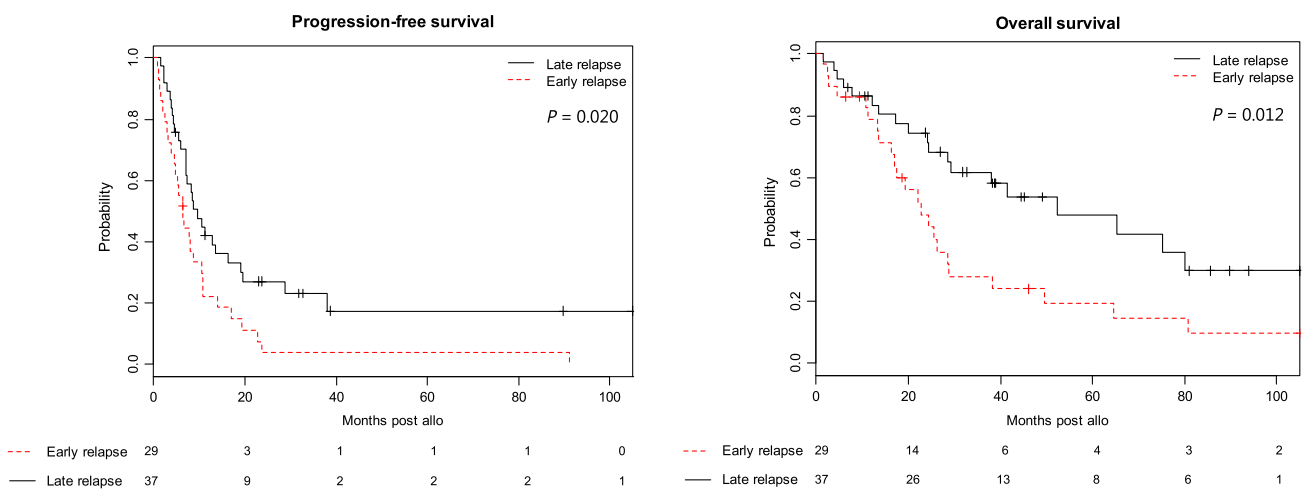 Progression-free survival
Late relapse
Early relapse
P = 0.020
Probability
0.0 0.2 0.4 0.6 0.8 1.0
0 20 40 60 80 100
Months post allo
Early relapse 29 3 1 1 1 0
Late relapse 37 9 2 2 2 1
Overall survival
Late relapse
Early relapse
P = 0.012
Probability
0.0 0.2 0.4 0.6 0.8 1.0
0 20 40 60 80 100
Months post allo
Early relapse 29 14 6 4 3 2
Late relapse 37 26 13 8 6 1